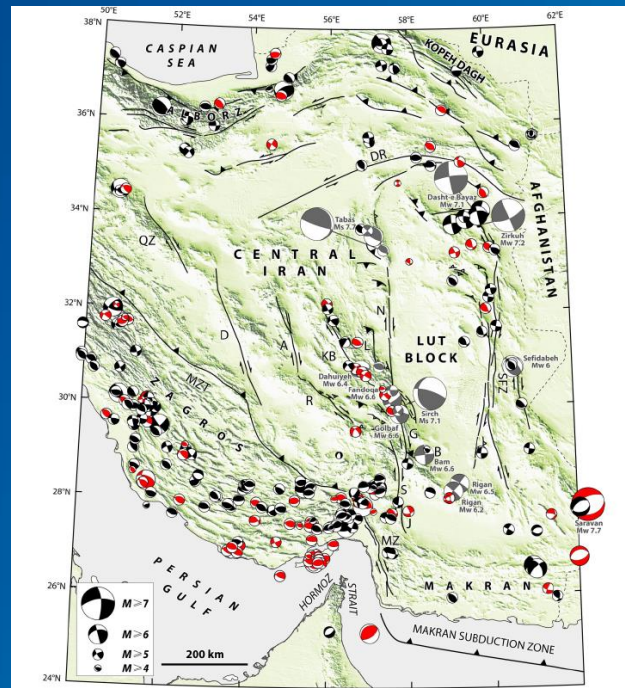 50°E
52°E
54°E
56°E
58°E
60°E
62°E
38°N
36°N
34°N
32°N
30°N
28°N
26°N
24°N
CASPIAN
SEA
EURASIA
KOPEH DAGH
ALBORZ
DR
AFGHANISTAN
Dasht-e Bayaz
Mw 7.1
Tabas
Ms 7.7
Zirkuh
Mw 7.2
QZ
CENTRAL
IRAN
D
A
N
LUT
BLOCK
KB
L
Dahuiyeh
Mw 6.4
Fandoqa
Mw 6.6
Sefidabeh
Mw 6
SFZ
MZT
ZAGROS
R
Sirch
Ms 7.1
Golbaf
Mw 6.6
G
B
Bam
Mw 6.6
Rigan
Mw 6.5
Rigan
Mw 6.2
S
J
Saravan
Mw 7.7
MZ
PERSIAN
GULF
HORMOZ
STRAIT
MAKRAN
MAKRAN SUBDUCTION ZONE
M ⩾7
M ⩾6
M ⩾5
M ⩾4
200 km